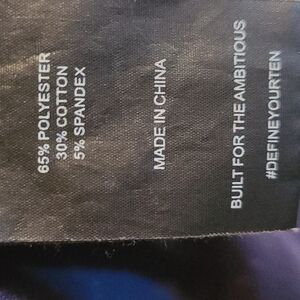 65% POLYESTER
30% COTTON
5% SPANDEX
MADE IN CHINA
BUILT FOR THE AMBITIOUS
#DEFINEYOURTEN